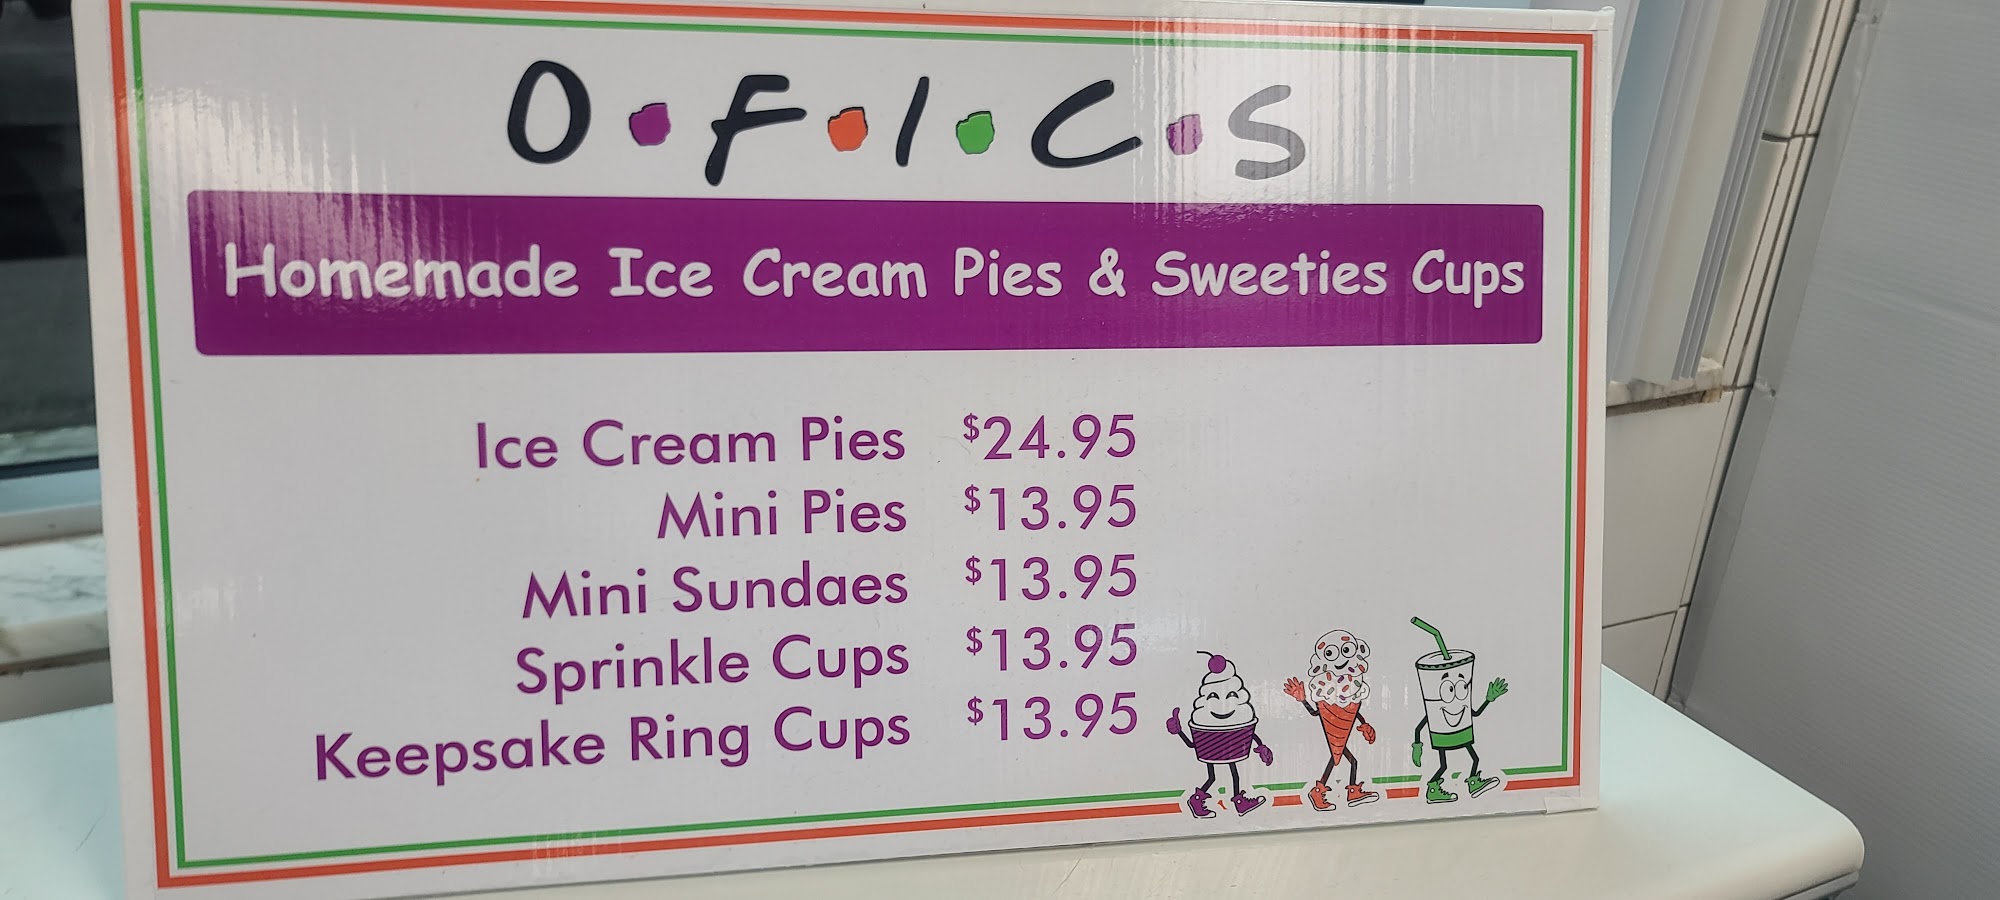 O·F·I·C·S
Homemade Ice Cream Pies & Sweeties Cups
Ice Cream Pies $24.95
Mini Pies $13.95
Mini Sundaes $13.95
Sprinkle Cups $13.95
Keepsake Ring Cups $13.95